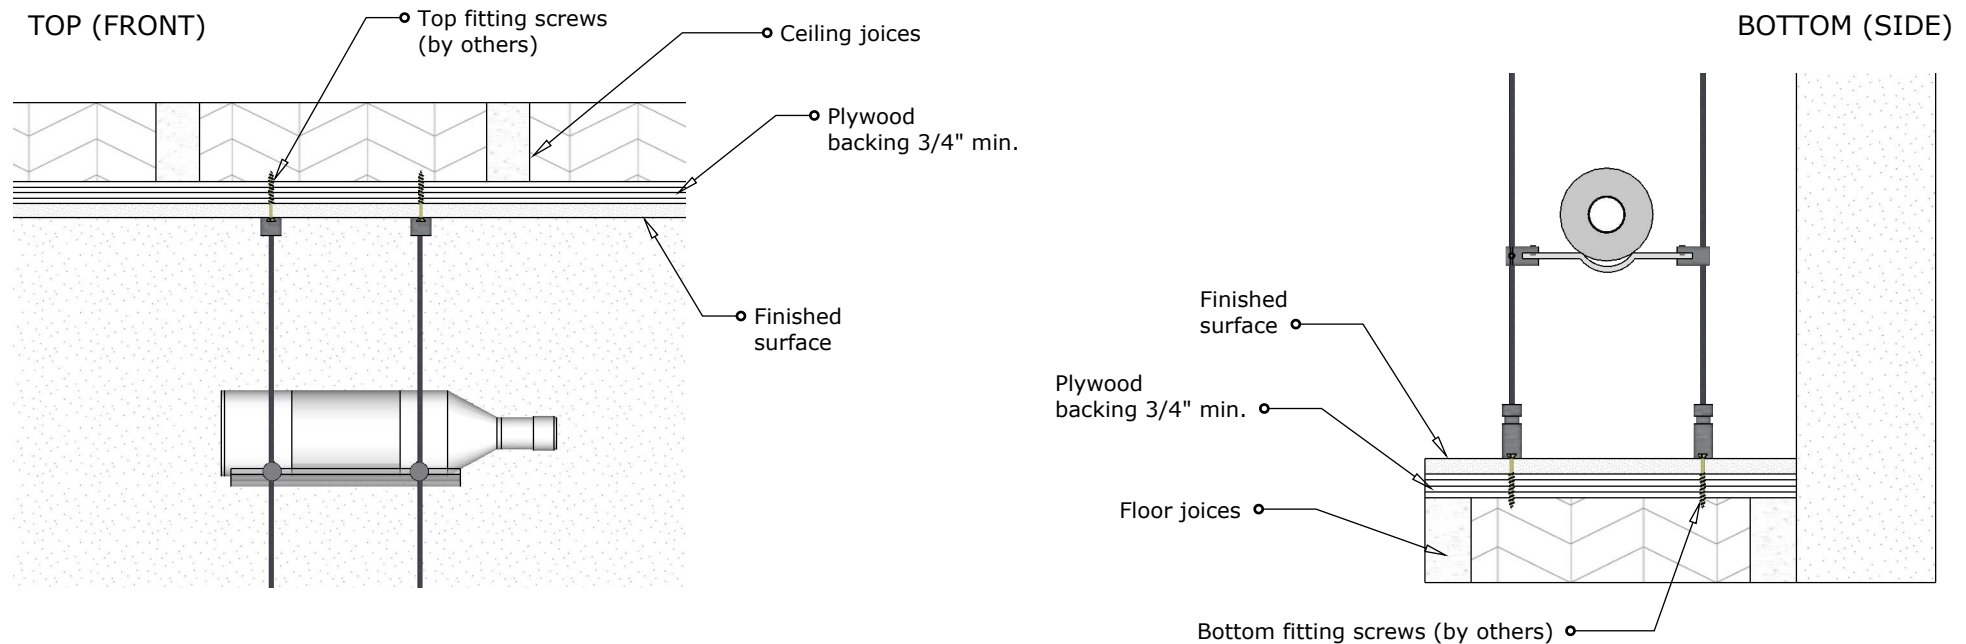 TOP (FRONT)
Top fitting screws
(by others)
Ceiling joices
Plywood
backing 3/4" min.
Finished
surface
BOTTOM (SIDE)
Finished
surface
Plywood
backing 3/4" min.
Floor joices
Bottom fitting screws (by others)